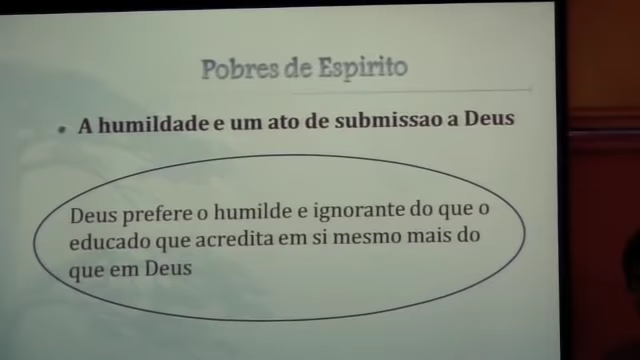 Pobres de Espirito
• A humildade e um ato de submissao a Deus
Deus prefere o humilde e ignorante do que o
educado que acredita em si mesmo mais do
que em Deus